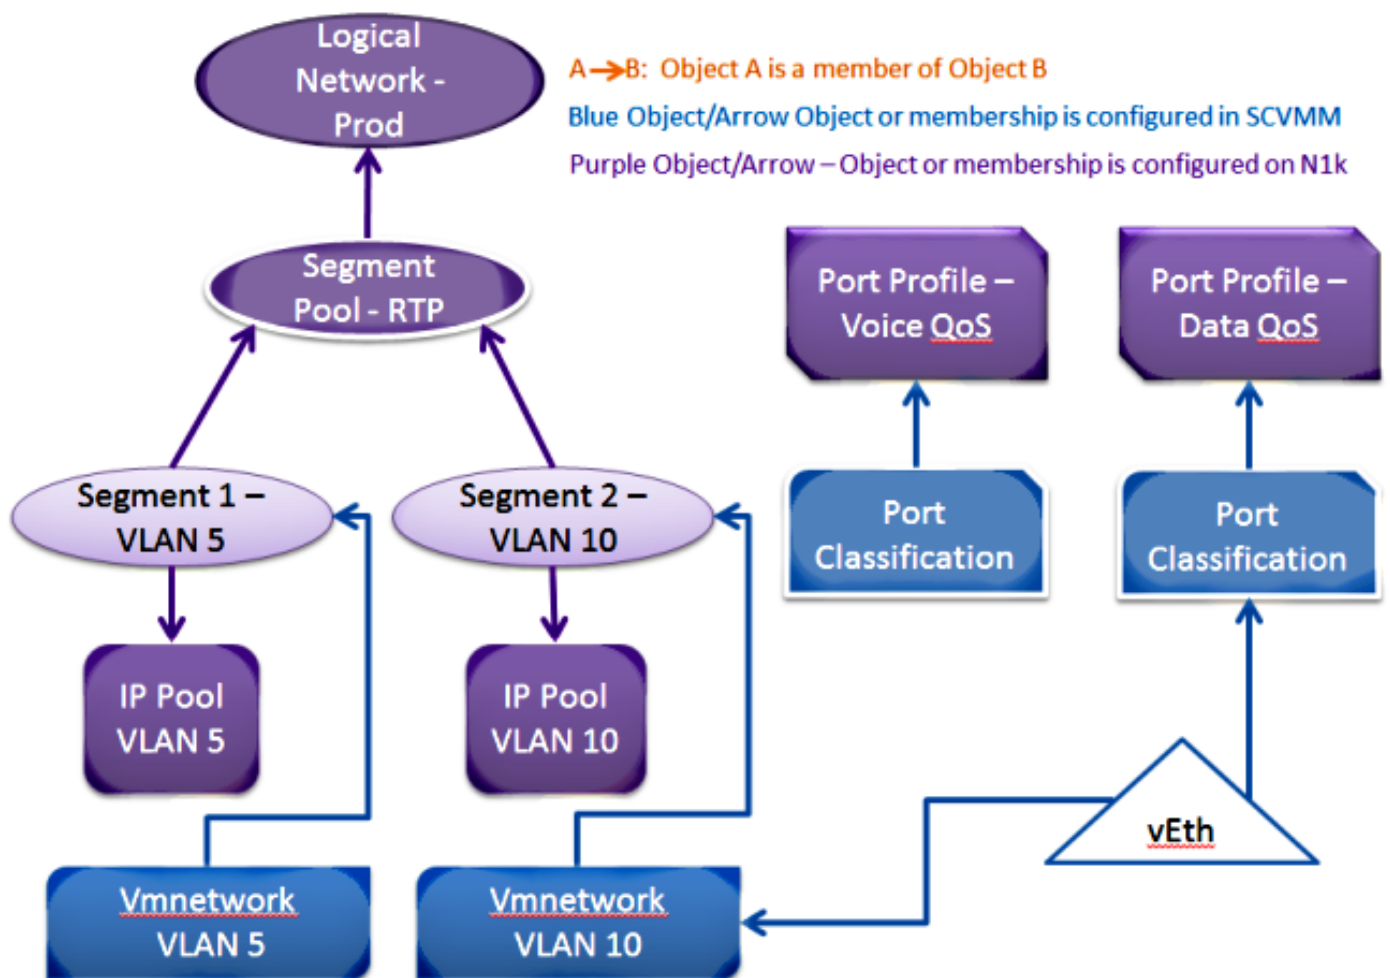 Logical
Network -
Prod
A→B:  Object A is a member of Object B
Blue Object/Arrow Object or membership is configured in SCVMM
Purple Object/Arrow – Object or membership is configured on N1k
Segment
Pool - RTP
Port Profile –
Voice QoS
Port Profile –
Data QoS
Segment 1 –
VLAN 5
Segment 2 –
VLAN 10
Port
Classification
Port
Classification
IP Pool
VLAN 5
IP Pool
VLAN 10
vEth
Vmnetwork
VLAN 5
Vmnetwork
VLAN 10